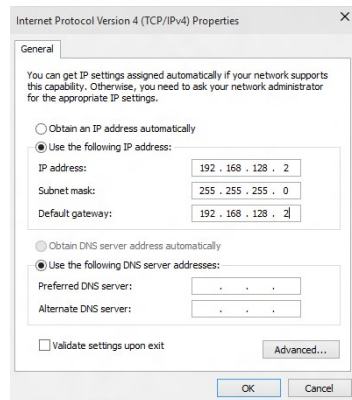 Internet Protocol Version 4 (TCP/IPv4) Properties
General
You can get IP settings assigned automatically if your network supports
this capability. Otherwise, you need to ask your network administrator
for the appropriate IP settings.
Obtain an IP address automatically
Use the following IP address:
IP address: 192 . 168 . 128 . 2
Subnet mask: 255 . 255 . 255 . 0
Default gateway: 192 . 168 . 128 . 2
Obtain DNS server address automatically
Use the following DNS server addresses:
Preferred DNS server: . . .
Alternate DNS server: . . .
Validate settings upon exit
Advanced...
OK Cancel